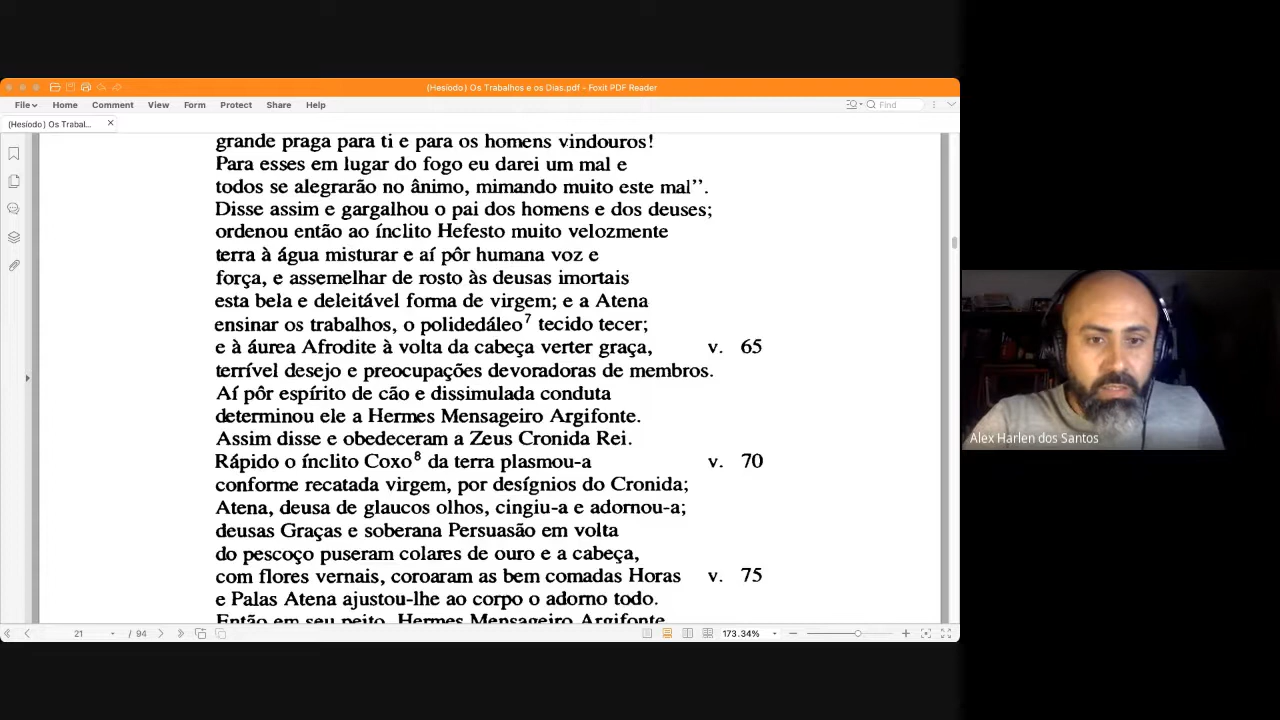 (Hesíodo) Os Trabalhos e os Dias.pdf - Foxit PDF Reader
File Home Comment View Form Protect Share Help Find
(Hesíodo) Os Trabal...
grande praga para ti e para os homens vindouros!
Para esses em lugar do fogo eu darei um mal e
todos se alegrarão no ânimo, mimando muito este mal”.
Disse assim e gargalhou o pai dos homens e dos deuses;
ordenou então ao ínclito Hefesto muito velozmente
terra à água misturar e aí pôr humana voz e
força, e assemelhar de rosto às deusas imortais
esta bela e deleitável forma de virgem; e a Atena
ensinar os trabalhos, o polidedáleo7 tecido tecer;
e à áurea Afrodite à volta da cabeça verter graça, v. 65
terrível desejo e preocupações devoradoras de membros.
Aí pôr espírito de cão e dissimulada conduta
determinou ele a Hermes Mensageiro Argifonte.
Assim disse e obedeceram a Zeus Cronida Rei.
Rápido o ínclito Coxo8 da terra plasmou-a v. 70
conforme recatada virgem, por desígnios do Cronida;
Atena, deusa de glaucos olhos, cingiu-a e adornou-a;
deusas Graças e soberana Persuasão em volta
do pescoço puseram colares de ouro e a cabeça,
com flores vernais, coroaram as bem comadas Horas v. 75
e Palas Atena ajustou-lhe ao corpo o adorno todo.
Então em seu peito, Hermes Mensageiro Argifonte
21 / 94 173.34%
Alex Harlen dos Santos